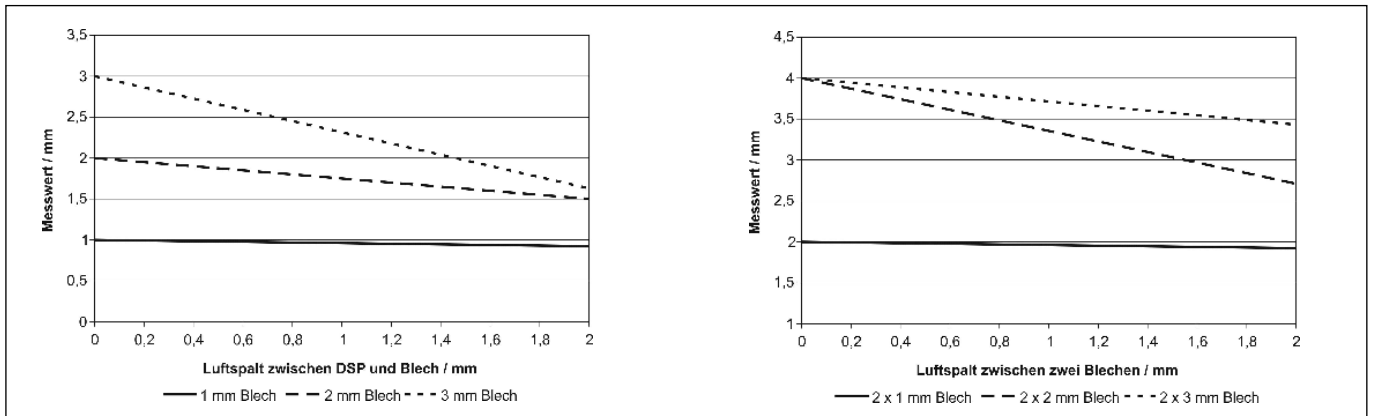 3,5
3
2,5
2
1,5
1
0,5
0
Messwert / mm
0 0,2 0,4 0,6 0,8 1 1,2 1,4 1,6 1,8 2
Luftspalt zwischen DSP und Blech / mm
1 mm Blech 2 mm Blech 3 mm Blech
4,5
4
3,5
3
2,5
2
1,5
1
Messwert / mm
0 0,2 0,4 0,6 0,8 1 1,2 1,4 1,6 1,8 2
Luftspalt zwischen zwei Blechen / mm
2 x 1 mm Blech 2 x 2 mm Blech 2 x 3 mm Blech